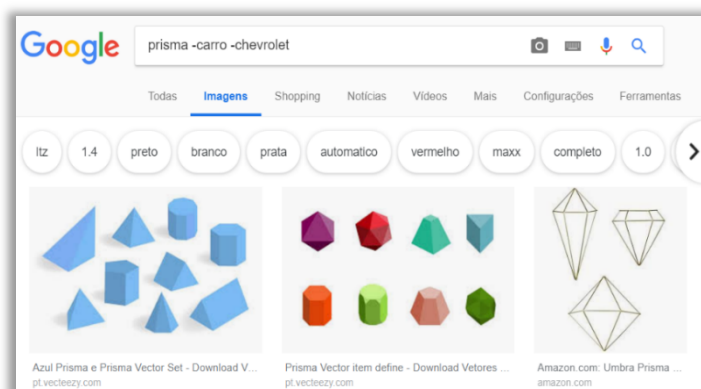 Google
prisma -carro -chevrolet
Todas Imagens Shopping Notícias Vídeos Mais Configurações Ferramentas
ltz 1.4 preto branco prata automatico vermelho maxx completo 1.0
Azul Prisma e Prisma Vector Set - Download V... Prisma Vector item define - Download Vetores ... Amazon.com: Umbra Prisma ...
pt.vecteezy.com pt.vecteezy.com amazon.com